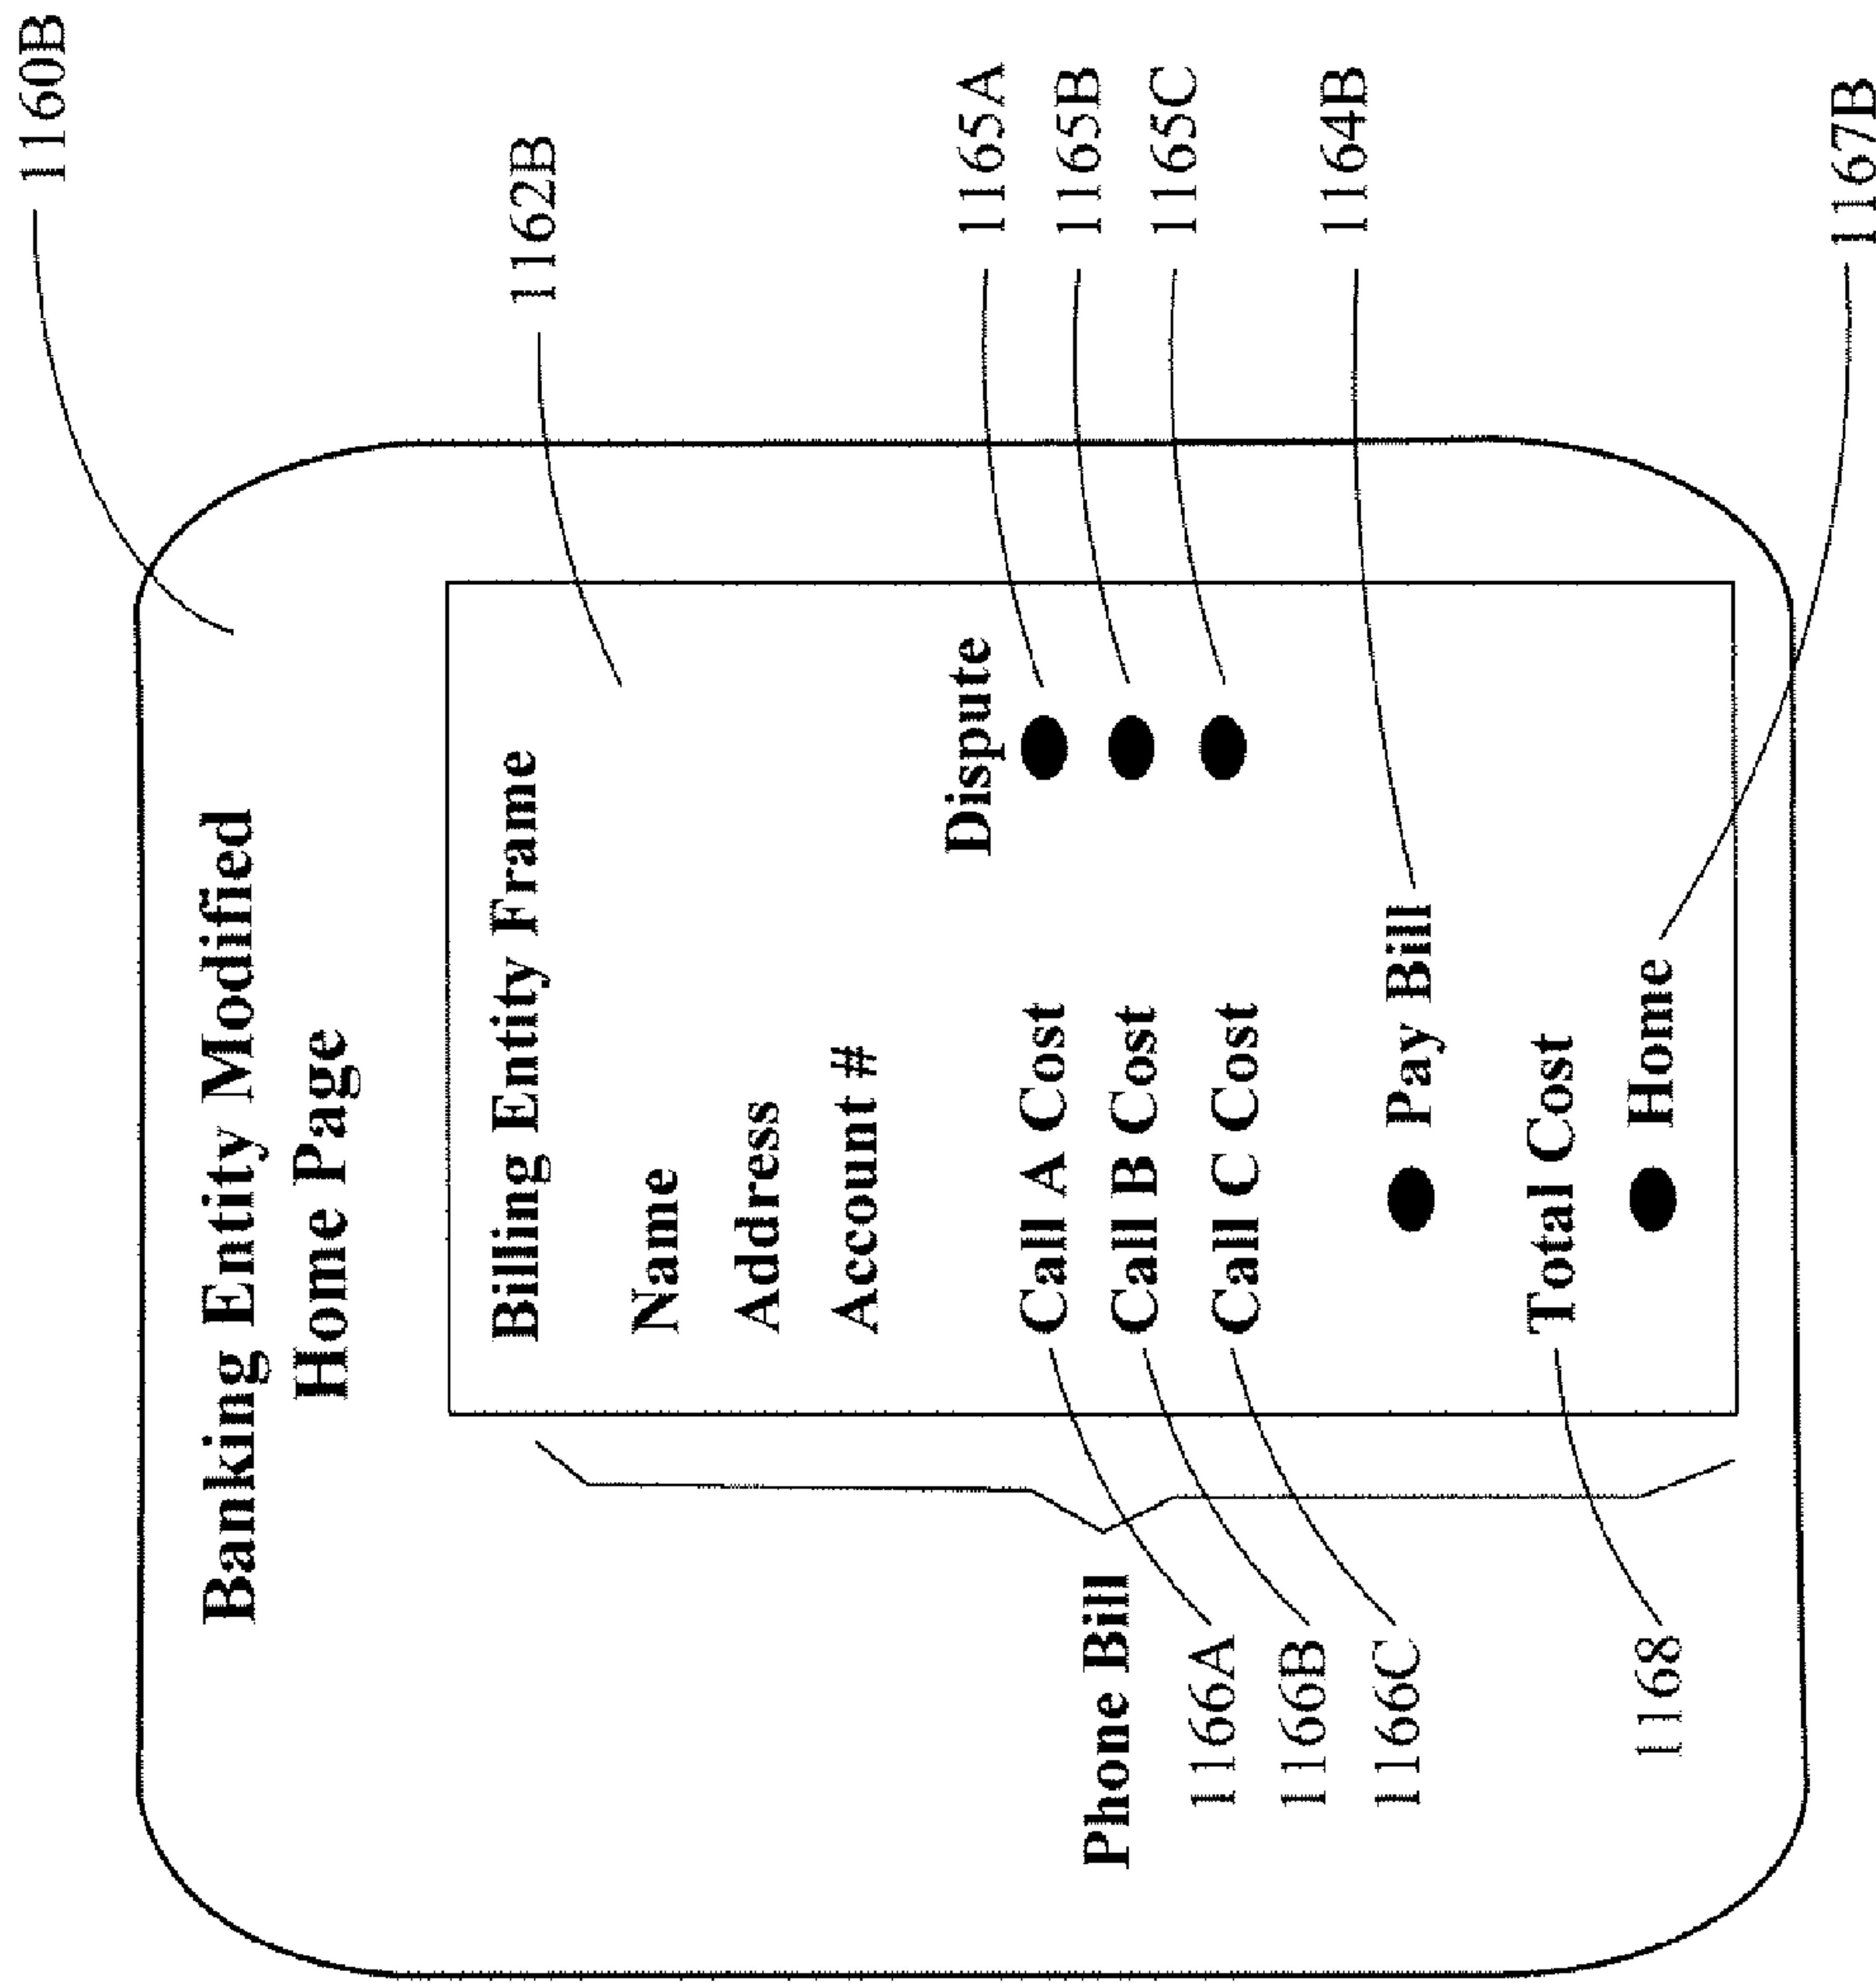 1160B
Banking Entity Modified
Home Page
Billing Entity Frame
1162B
Name
Address
Account #
Dispute
1165A
1165B
1165C
Call A Cost
Call B Cost
Call C Cost
Phone Bill
1166A
1166B
1166C
Pay Bill
1164B
Total Cost
1168
Home
1167B